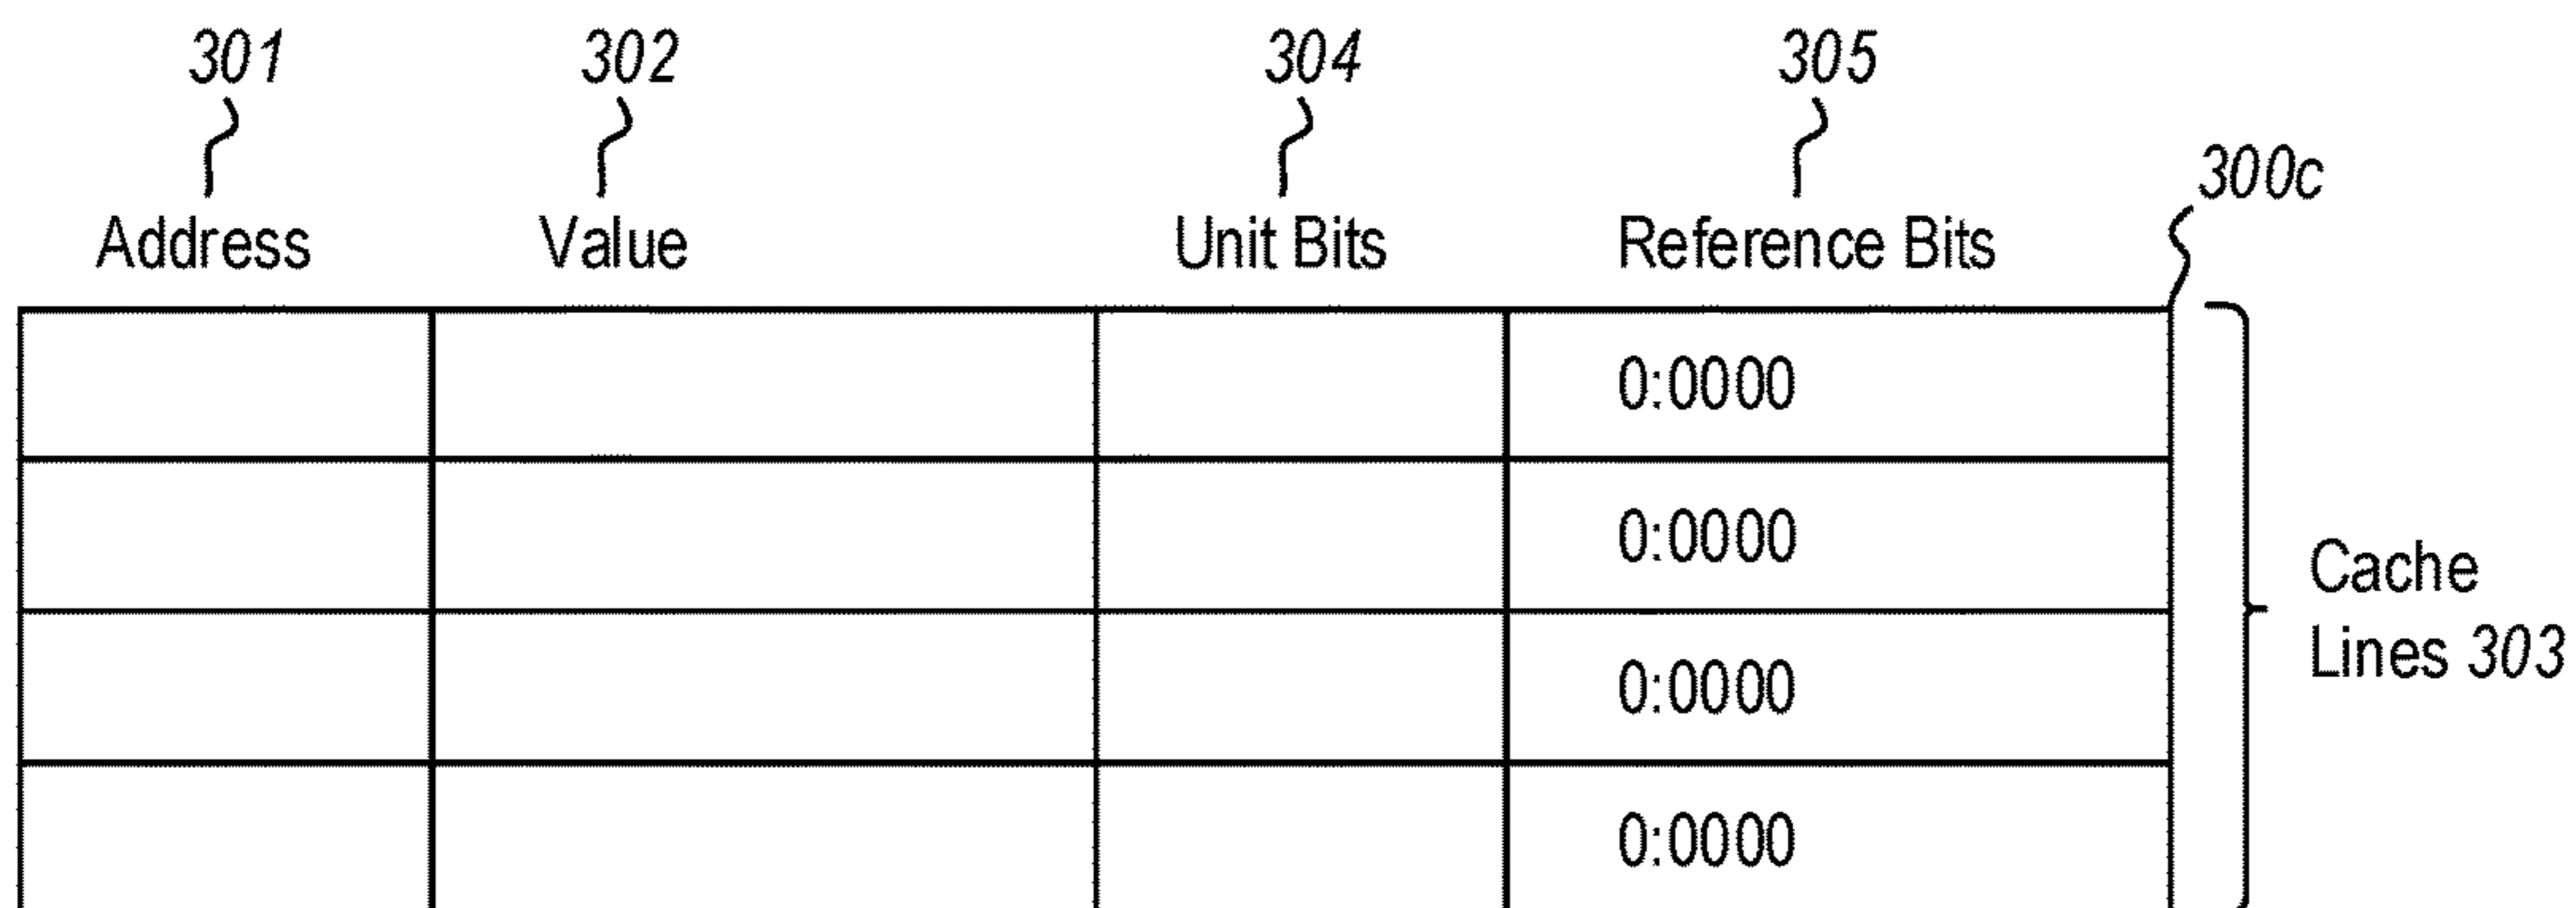 301 302 304 305
300c
Address Value Unit Bits Reference Bits
0:0000
0:0000
Cache
Lines 303
0:0000
0:0000